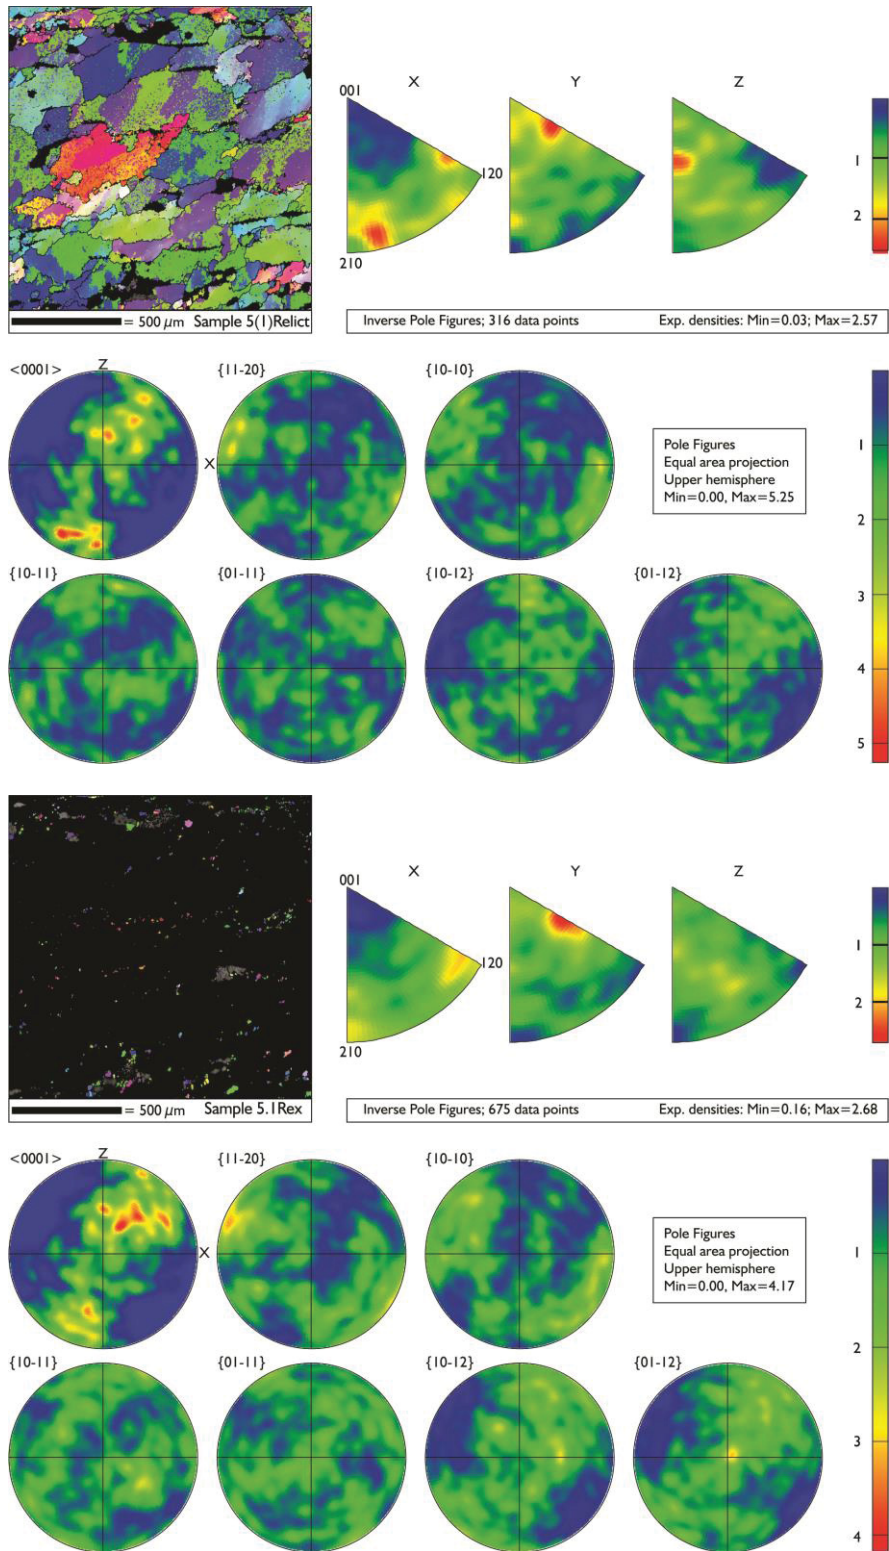 X Y Z
001
120
210
1
2
= 500 µm Sample 5(1)Relict
Inverse Pole Figures; 316 data points Exp. densities: Min=0.03; Max=2.57
<0001> Z {11-20} {10-10}
X
Pole Figures
Equal area projection
Upper hemisphere
Min=0.00, Max=5.25
1
2
3
4
5
{10-11} {01-11} {10-12} {01-12}
X Y Z
001
120
210
1
2
= 500 µm Sample 5.1Rex
Inverse Pole Figures; 675 data points Exp. densities: Min=0.16; Max=2.68
<0001> Z {11-20} {10-10}
X
Pole Figures
Equal area projection
Upper hemisphere
Min=0.00, Max=4.17
1
2
3
4
{10-11} {01-11} {10-12} {01-12}